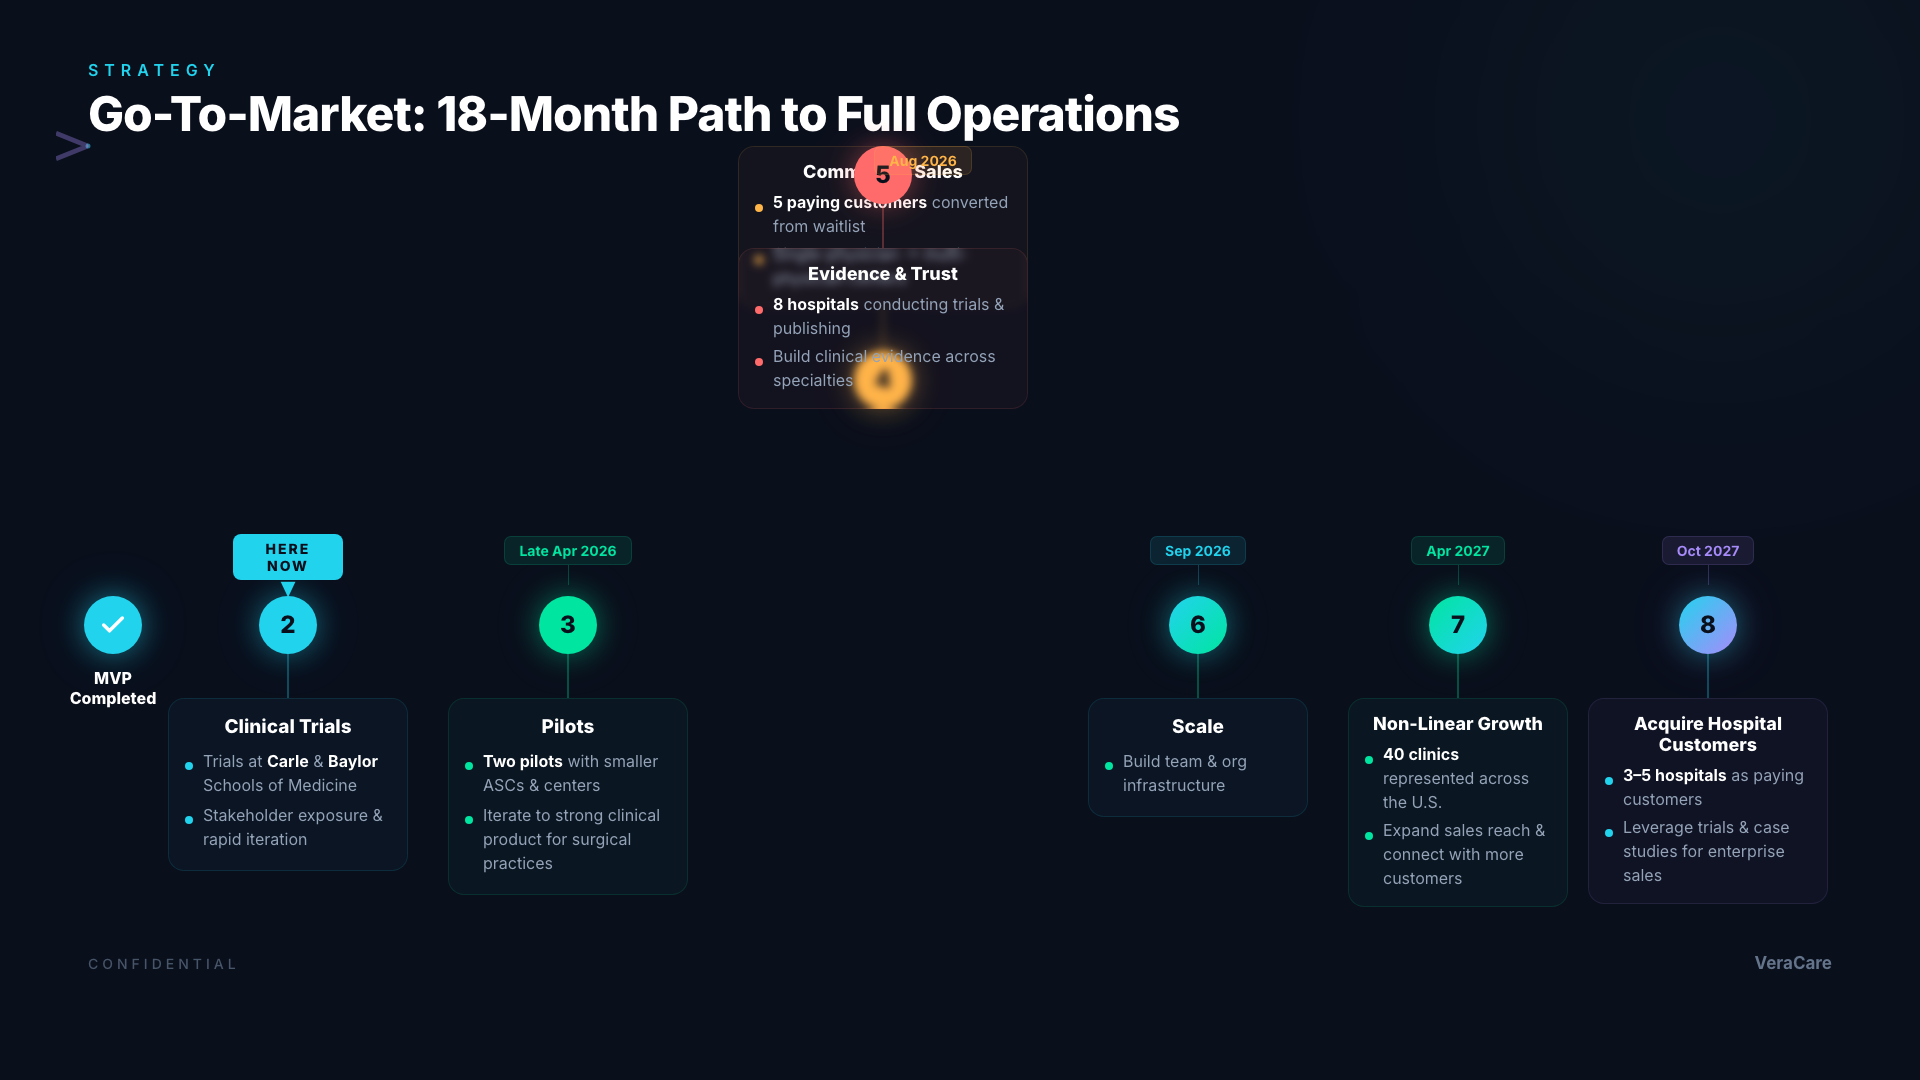 STRATEGY
Go-To-Market: 18-Month Path to Full Operations
>
Aug 2026
5
Sales
5 paying customers converted
from waitlist
Evidence & Trust
8 hospitals conducting trials &
publishing
Build clinical evidence across
specialties
4
HERE
NOW
Late Apr 2026
Sep 2026
Apr 2027
Oct 2027
2
3
6
7
8
MVP
Completed
Clinical Trials
Trials at Carle & Baylor
Schools of Medicine
Stakeholder exposure &
rapid iteration
Pilots
Two pilots with smaller
ASCs & centers
Iterate to strong clinical
product for surgical
practices
Scale
Build team & org
infrastructure
Non-Linear Growth
40 clinics
represented across
the U.S.
Expand sales reach &
connect with more
customers
Acquire Hospital
Customers
3–5 hospitals as paying
customers
Leverage trials & case
studies for enterprise
sales
CONFIDENTIAL
VeraCare